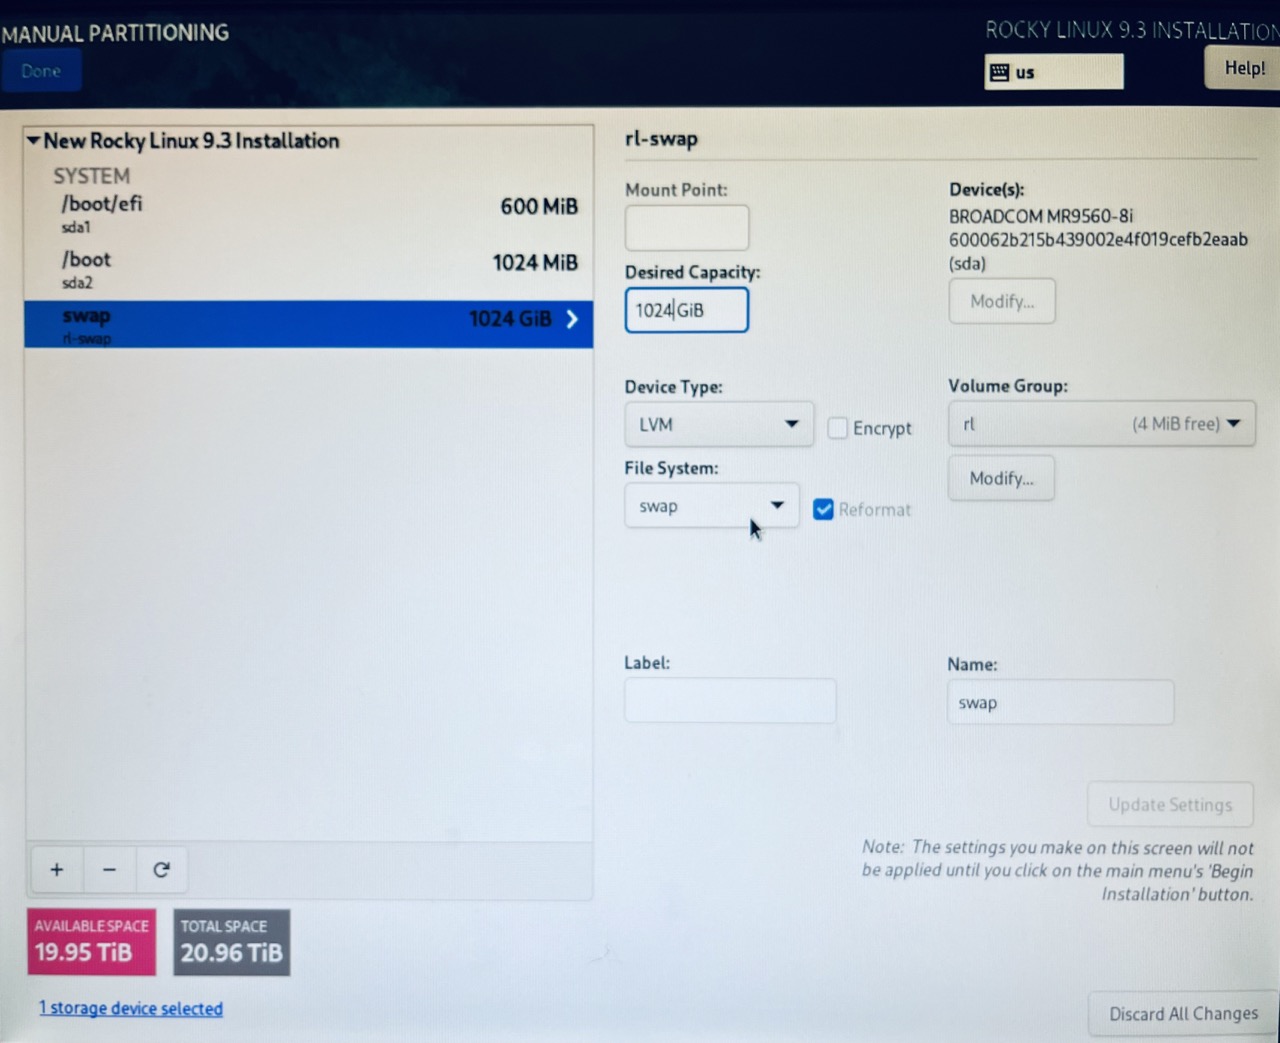 MANUAL PARTITIONING
ROCKY LINUX 9.3 INSTALLATION
Done
us
Help!
New Rocky Linux 9.3 Installation
SYSTEM
/boot/efi
600 MiB
sda1
/boot
1024 MiB
sda2
swap
1024 GiB
rl-swap
rl-swap
Mount Point:
Desired Capacity:
1024 GiB
Device(s):
BROADCOM MR9560-8i
600062b215b439002e4f019cefb2eaab
(sda)
Modify...
Device Type:
LVM
Encrypt
Volume Group:
rl (4 MiB free)
Modify...
File System:
swap
Reformat
Label:
Name:
swap
Update Settings
Note: The settings you make on this screen will not
be applied until you click on the main menu's 'Begin
Installation' button.
+ −
AVAILABLE SPACE
19.95 TiB
TOTAL SPACE
20.96 TiB
1 storage device selected
Discard All Changes